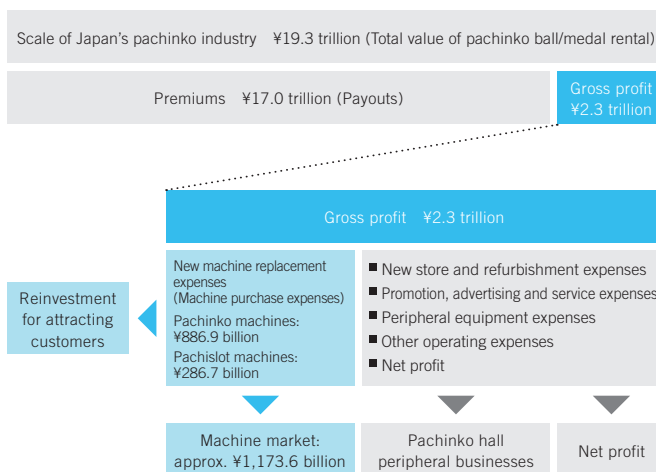 Scale of Japan's pachinko industry ¥19.3 trillion (Total value of pachinko ball/medal rental)
Premiums ¥17.0 trillion (Payouts)
Gross profit
¥2.3 trillion
Gross profit ¥2.3 trillion
Reinvestment
for attracting
customers
New machine replacement
expenses
(Machine purchase expenses)
Pachinko machines:
¥886.9 billion
Pachislot machines:
¥286.7 billion
■ New store and refurbishment expenses
■ Promotion, advertising and service expenses
■ Peripheral equipment expenses
■ Other operating expenses
■ Net profit
Machine market:
approx. ¥1,173.6 billion
Pachinko hall
peripheral businesses
Net profit